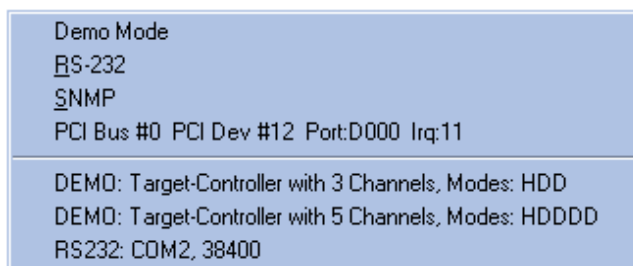 Demo Mode
RS-232
SNMP
PCI Bus #0 PCI Dev #12 Port:D000 Irq:11
DEMO: Target-Controller with 3 Channels, Modes: HDD
DEMO: Target-Controller with 5 Channels, Modes: HDDDD
RS232: COM2, 38400